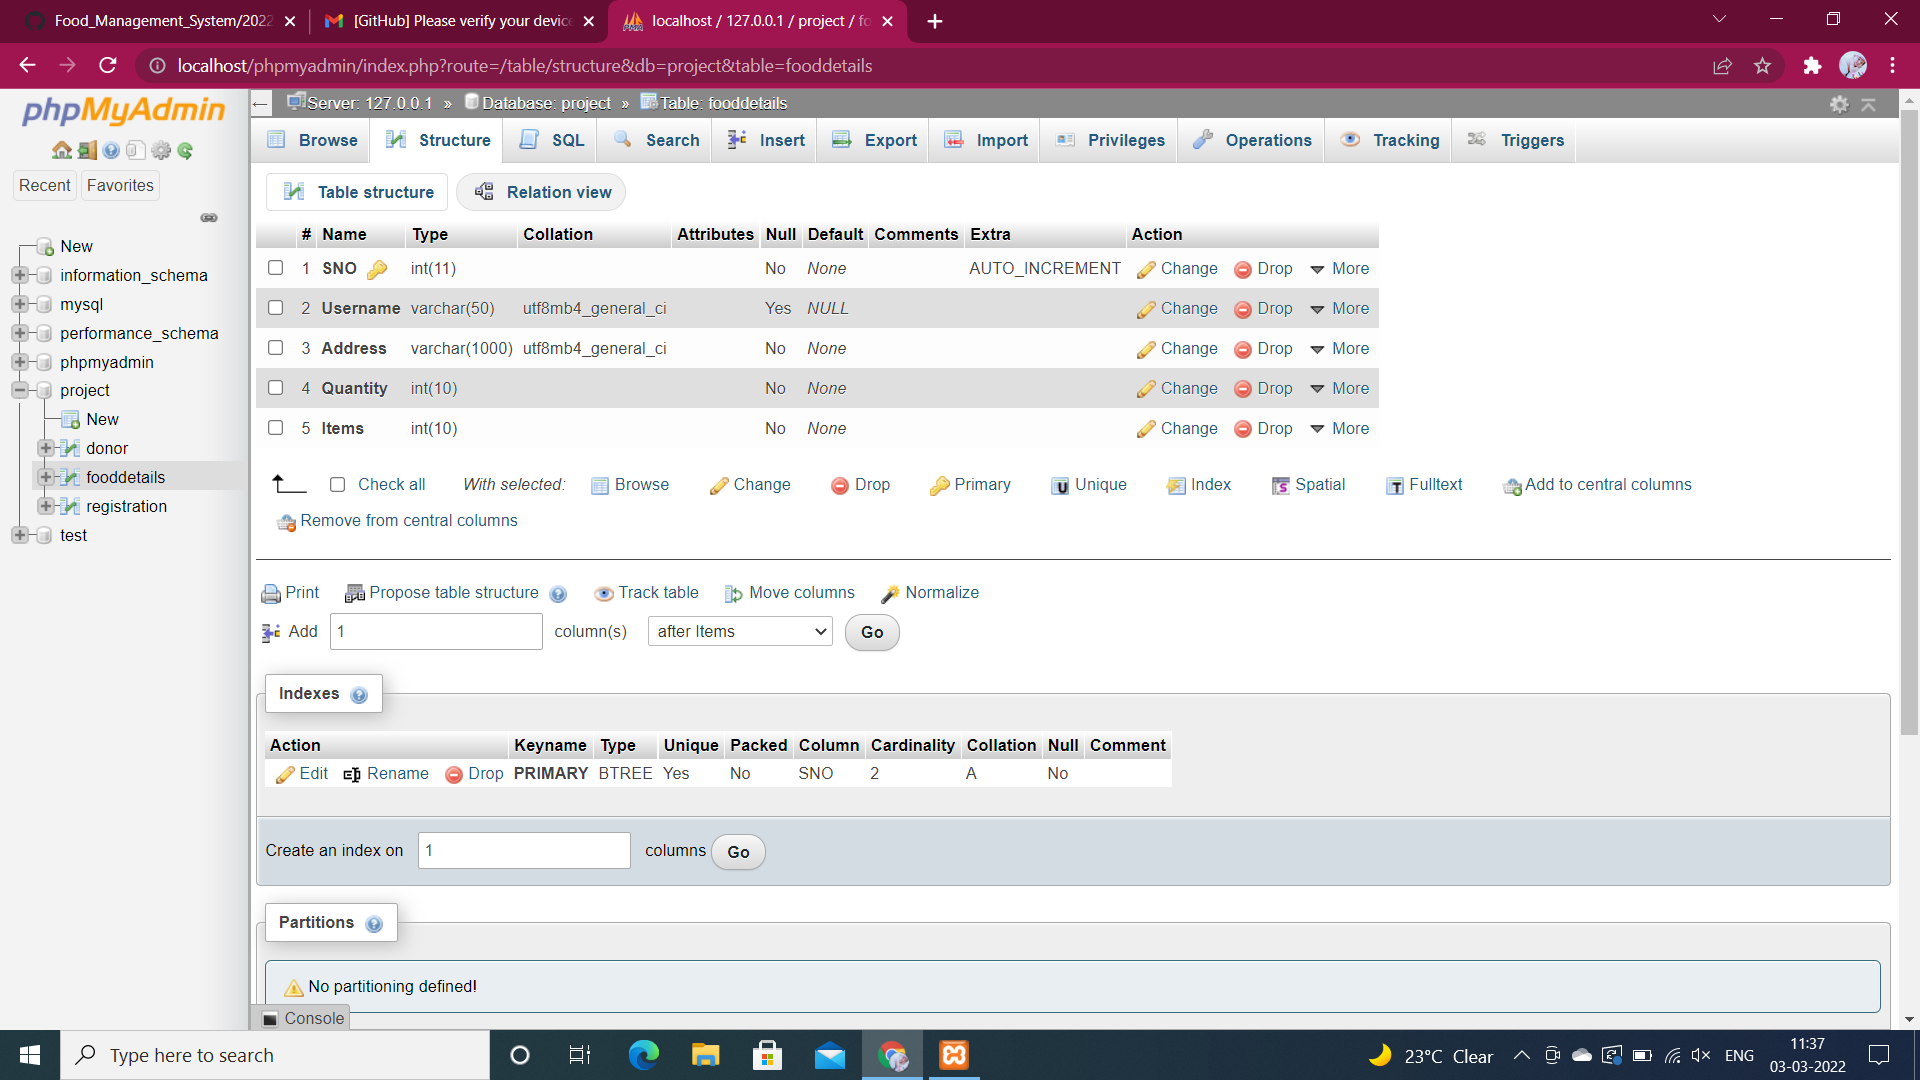 Food_Management_System/2022
[GitHub] Please verify your device
localhost / 127.0.0.1 / project / fo
localhost/phpmyadmin/index.php?route=/table/structure&db=project&table=fooddetails
phpMyAdmin
Recent Favorites
New
information_schema
mysql
performance_schema
phpmyadmin
project
New
donor
fooddetails
registration
test
Server: 127.0.0.1 » Database: project » Table: fooddetails
Browse Structure SQL Search Insert Export Import Privileges Operations Tracking Triggers
Table structure Relation view
# Name Type Collation Attributes Null Default Comments Extra Action
1 SNO int(11) No None AUTO_INCREMENT Change Drop More
2 Username varchar(50) utf8mb4_general_ci Yes NULL Change Drop More
3 Address varchar(1000) utf8mb4_general_ci No None Change Drop More
4 Quantity int(10) No None Change Drop More
5 Items int(10) No None Change Drop More
Check all With selected: Browse Change Drop Primary Unique Index Spatial Fulltext Add to central columns
Remove from central columns
Print Propose table structure Track table Move columns Normalize
Add 1 column(s) after Items Go
Indexes
Action Keyname Type Unique Packed Column Cardinality Collation Null Comment
Edit Rename Drop PRIMARY BTREE Yes No SNO 2 A No
Create an index on 1 columns Go
Partitions
No partitioning defined!
Console
Type here to search
23°C Clear
ENG
11:37
03-03-2022